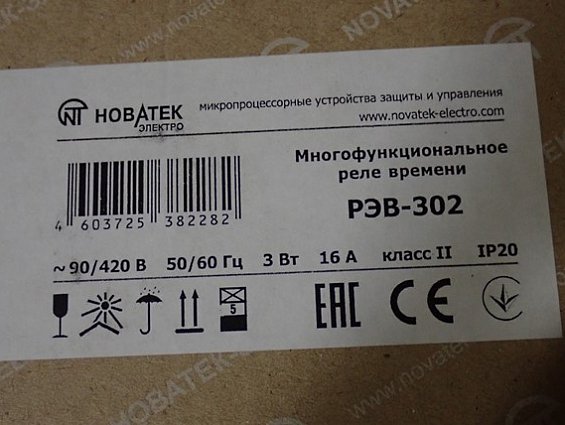 НОВАТЕК
ЭЛЕКТРО
микропроцессорные устройства защиты и управления
www.novatek-electro.com
Многофункциональное
реле времени
РЭВ-302
4 603725 382282
~ 90/420 В 50/60 Гц 3 Вт 16 А класс II IP20
5
EAC CE